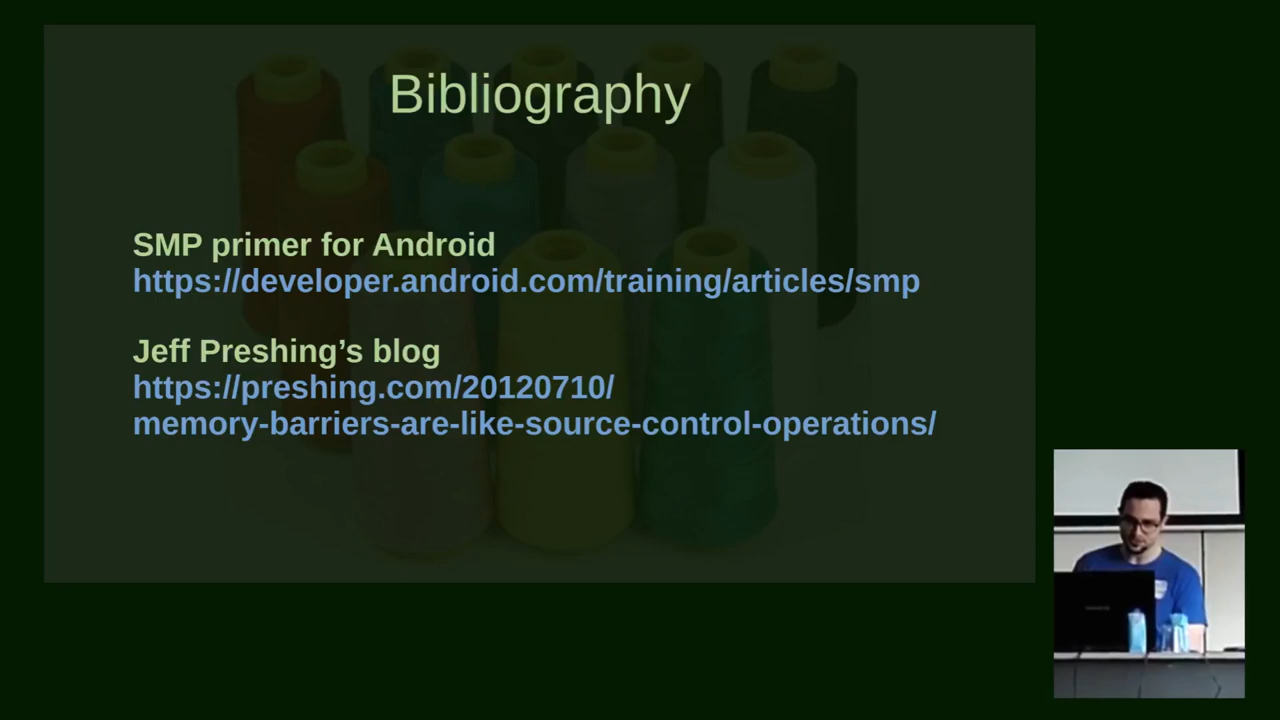 Bibliography
SMP primer for Android
https://developer.android.com/training/articles/smp
Jeff Preshing’s blog
https://preshing.com/20120710/
memory-barriers-are-like-source-control-operations/